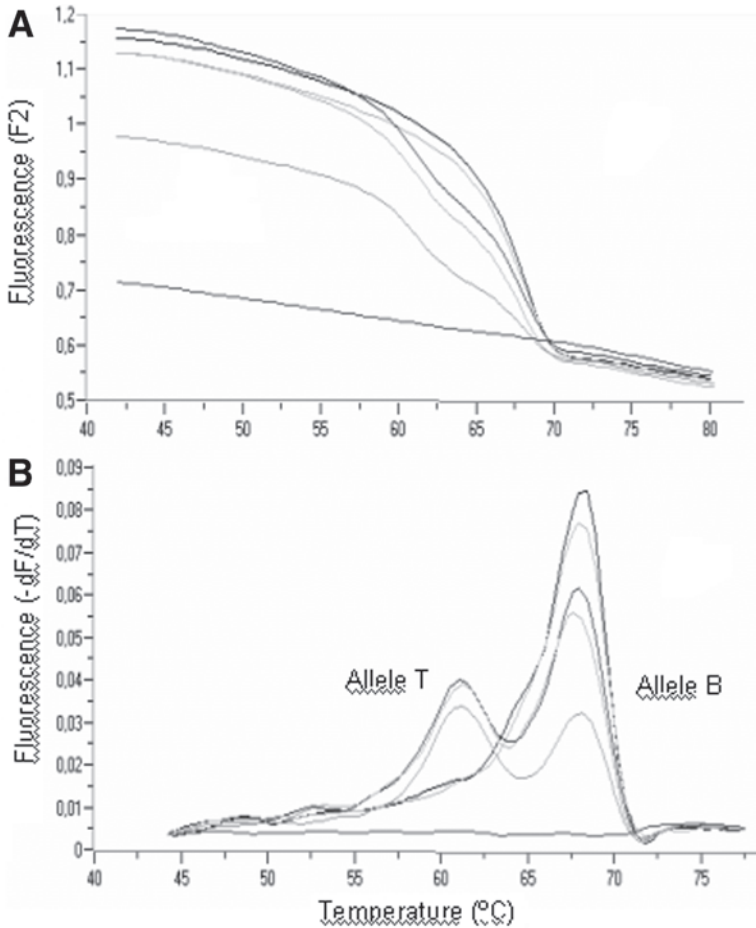 A
Fluorescence (F2)
1,2
1,1
1
0,9
0,8
0,7
0,6
0,5
40 45 50 55 60 65 70 75 80
B
Fluorescence (-dF/dT)
0,09
0,08
0,07
0,06
0,05
0,04
0,03
0,02
0,01
0
Allele T
Allele B
40 45 50 55 60 65 70 75
Temperature (ºC)